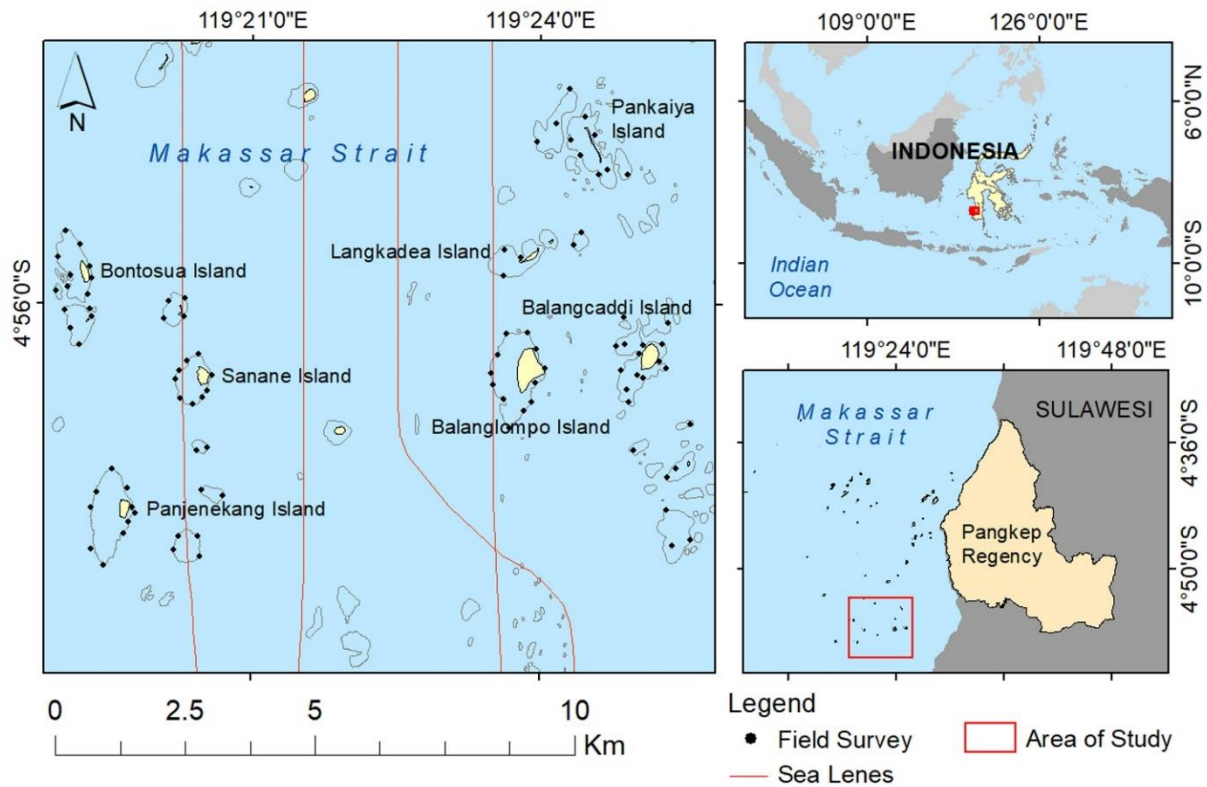 119°21'0"E
119°24'0"E
4°56'0"S
N
Makassar Strait
Pankaiya
Island
Langkadea Island
Bontosua Island
Balangcaddi Island
Sanane Island
Balanglompo Island
Panjenekang Island
0 2.5 5 10
Km
109°0'0"E
126°0'0"E
6°0'0"N
10°0'0"S
INDONESIA
Indian
Ocean
119°24'0"E
119°48'0"E
4°36'0"S
4°50'0"S
Makassar
Strait
SULAWESI
Pangkep
Regency
Legend
Field Survey
Area of Study
Sea Lenes